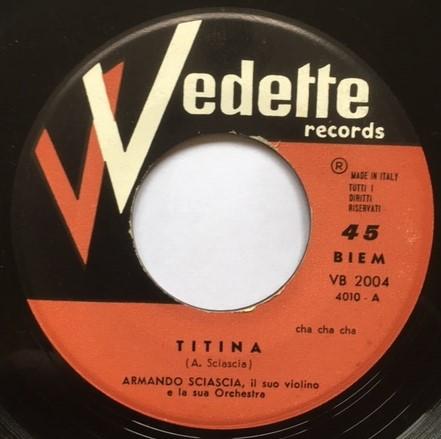 Vedette
records
®
MADE IN ITALY
TUTTI I
DIRITTI
RISERVATI
45
BIEM
VB 2004
4010 - A
cha cha cha
TITINA
(A. Sciascia)
ARMANDO SCIASCIA, il suo violino
e la sua Orchestra